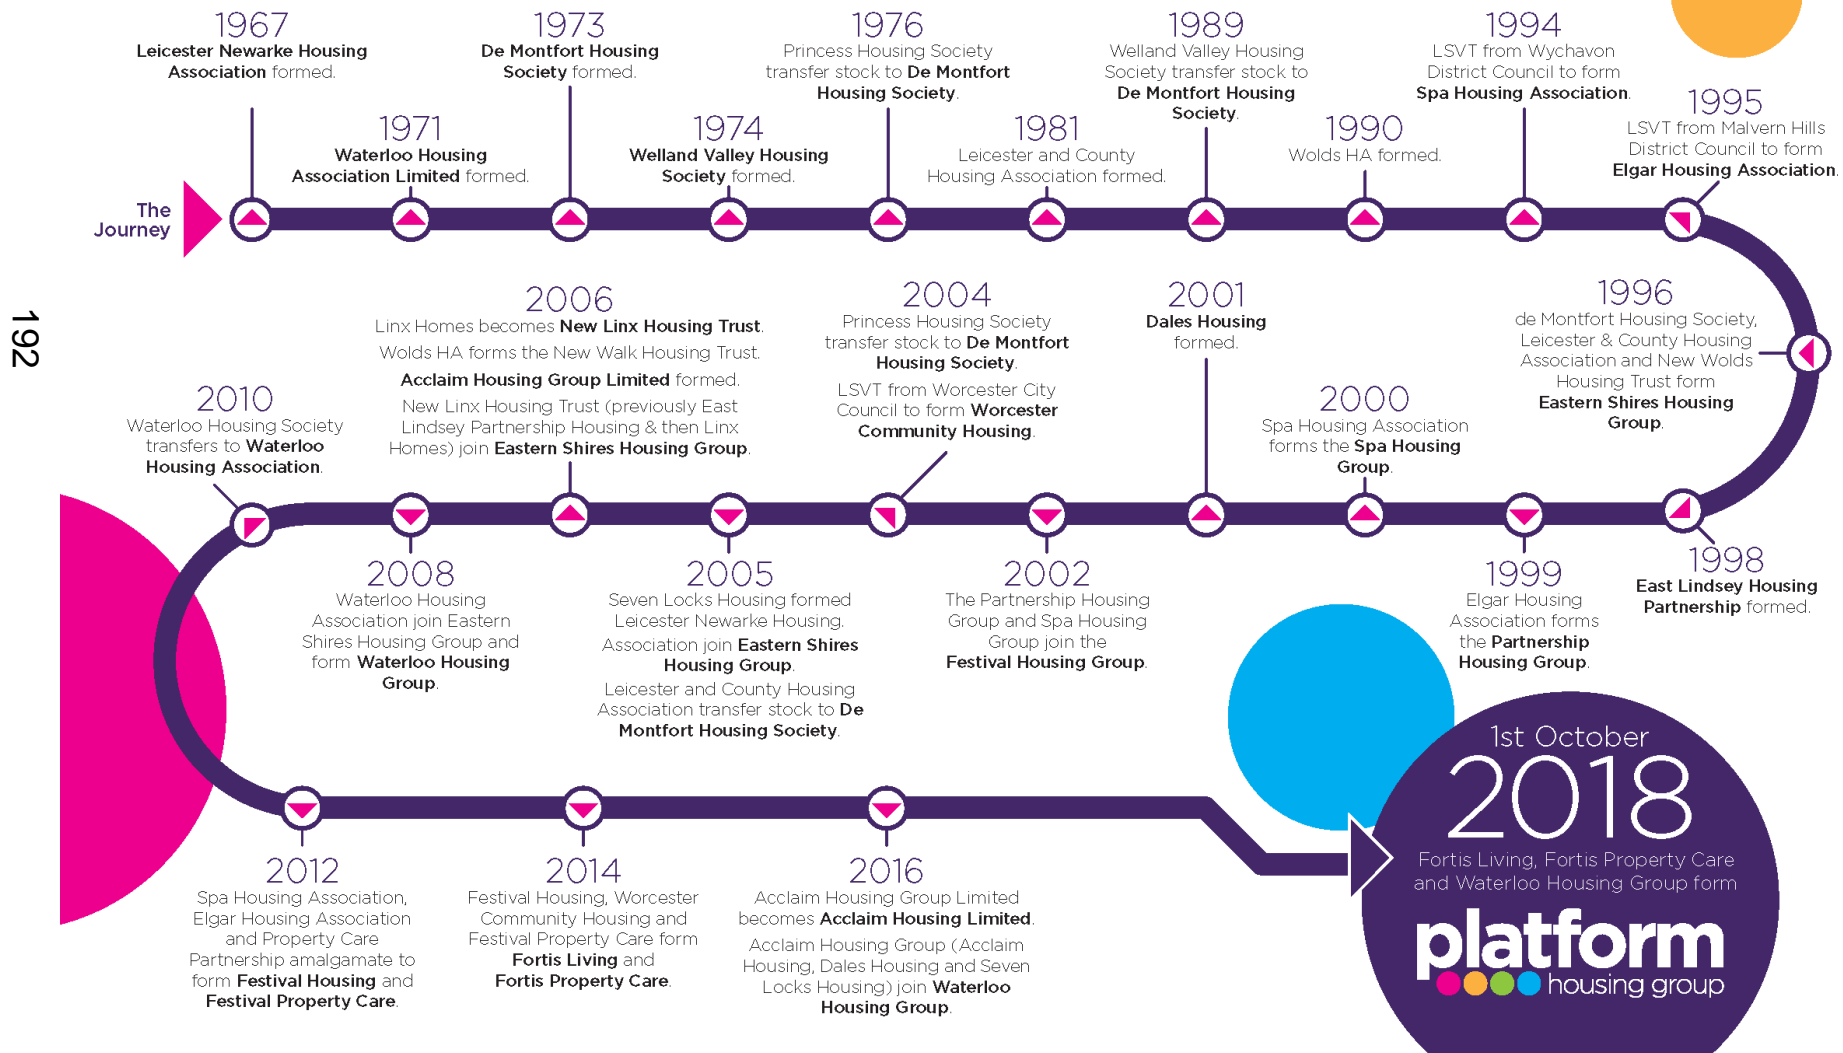 1967
Leicester Newarke Housing
Association formed.
1971
Waterloo Housing
Association Limited formed.
1973
De Montfort Housing
Society formed.
1974
Welland Valley Housing
Society formed.
1976
Princess Housing Society
transfer stock to De Montfort
Housing Society.
1981
Leicester and County
Housing Association formed.
1989
Welland Valley Housing
Society transfer stock to
De Montfort Housing
Society.
1990
Wolds HA formed.
1994
LSVT from Wychavon
District Council to form
Spa Housing Association.
1995
LSVT from Malvern Hills
District Council to form
Elgar Housing Association.
The
Journey
192
1996
de Montfort Housing Society,
Leicester & County Housing
Association and New Wolds
Housing Trust form
Eastern Shires Housing
Group.
1998
East Lindsey Housing
Partnership formed.
1999
Elgar Housing
Association forms
the Partnership
Housing Group.
2000
Spa Housing Association
forms the Spa Housing
Group.
2001
Dales Housing
formed.
2002
The Partnership Housing
Group and Spa Housing
Group join the
Festival Housing Group.
2004
Princess Housing Society
transfer stock to De Montfort
Housing Society.
LSVT from Worcester City
Council to form Worcester
Community Housing.
2005
Seven Locks Housing formed
Leicester Newarke Housing.
Association join Eastern Shires
Housing Group.
Leicester and County Housing
Association transfer stock to De
Montfort Housing Society.
2006
Linx Homes becomes New Linx Housing Trust.
Wolds HA forms the New Walk Housing Trust.
Acclaim Housing Group Limited formed.
New Linx Housing Trust (previously East
Lindsey Partnership Housing & then Linx
Homes) join Eastern Shires Housing Group.
2008
Waterloo Housing
Association join Eastern
Shires Housing Group and
form Waterloo Housing
Group.
2010
Waterloo Housing Society
transfers to Waterloo
Housing Association.
2012
Spa Housing Association,
Elgar Housing Association
and Property Care
Partnership amalgamate to
form Festival Housing and
Festival Property Care.
2014
Festival Housing, Worcester
Community Housing and
Festival Property Care form
Fortis Living and
Fortis Property Care.
2016
Acclaim Housing Group Limited
becomes Acclaim Housing Limited.
Acclaim Housing Group (Acclaim
Housing, Dales Housing and Seven
Locks Housing) join Waterloo
Housing Group.
1st October
2018
Fortis Living, Fortis Property Care
and Waterloo Housing Group form
platform
housing group